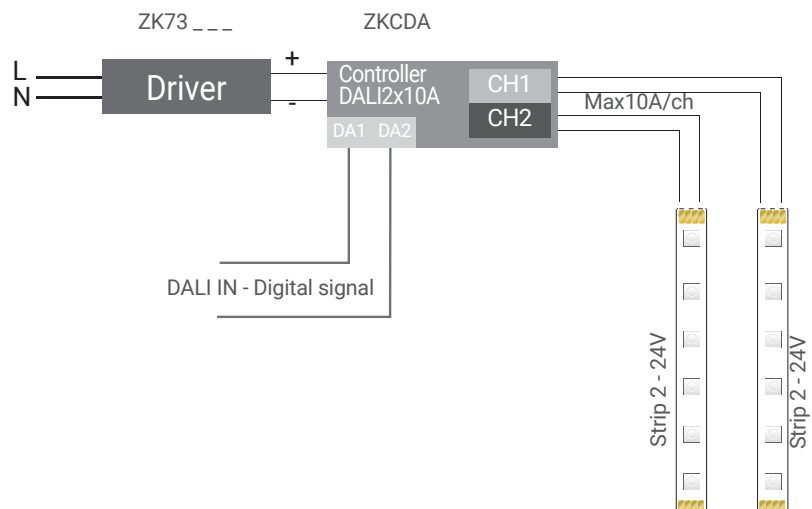 ZK73 _ _ _
ZKCDA
L
N
Driver
+
-
Controller
DALI2x10A
CH1
CH2
DA1 DA2
Max10A/ch
DALI IN - Digital signal
Strip 2 - 24V
Strip 2 - 24V